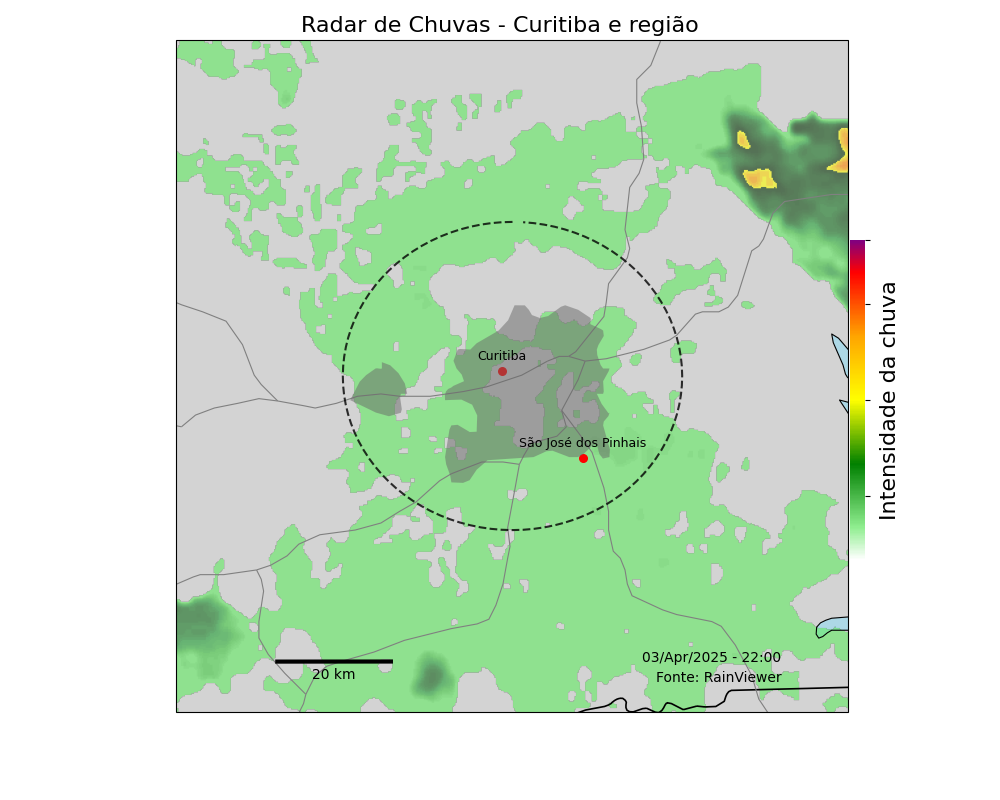 Radar de Chuvas - Curitiba e região
Curitiba
São José dos Pinhais
Intensidade da chuva
20 km
03/Apr/2025 - 22:00
Fonte: RainViewer